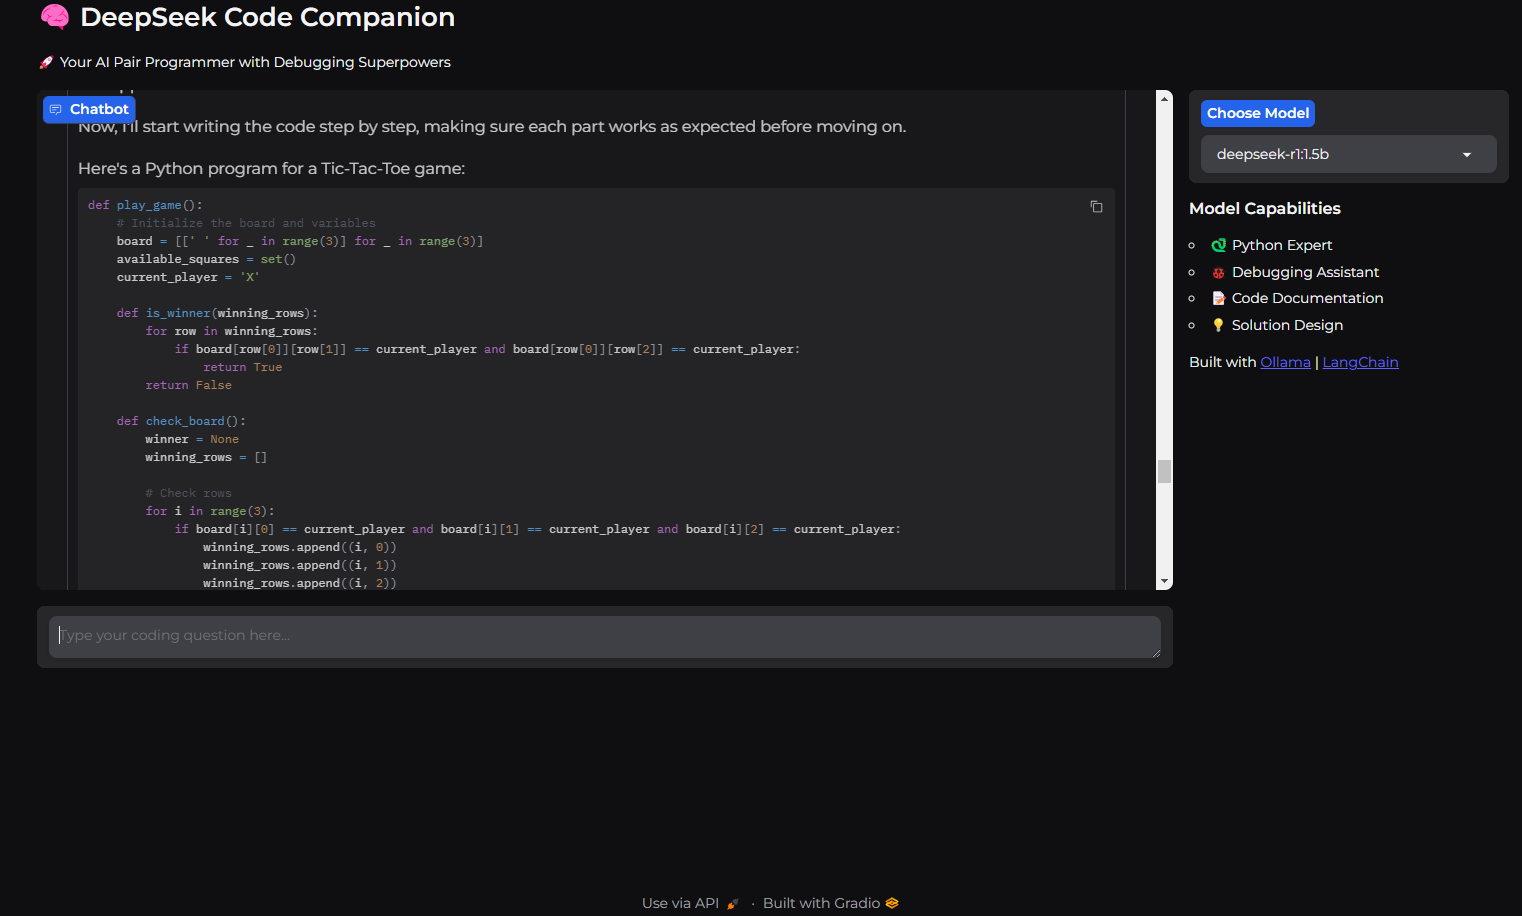 DeepSeek Code Companion
Your AI Pair Programmer with Debugging Superpowers
Chatbot
Now, I'll start writing the code step by step, making sure each part works as expected before moving on.
Here's a Python program for a Tic-Tac-Toe game:
def play_game():
    # Initialize the board and variables
    board = [[' ' for _ in range(3)] for _ in range(3)]
    available_squares = set()
    current_player = 'X'
    def is_winner(winning_rows):
        for row in winning_rows:
            if board[row[0]][row[1]] == current_player and board[row[0]][row[2]] == current_player:
                return True
        return False
    def check_board():
        winner = None
        winning_rows = []
        # Check rows
        for i in range(3):
            if board[i][0] == current_player and board[i][1] == current_player and board[i][2] == current_player:
                winning_rows.append((i, 0))
                winning_rows.append((i, 1))
                winning_rows.append((i, 2))
Type your coding question here...
Choose Model
deepseek-r1:1.5b
Model Capabilities
Python Expert
Debugging Assistant
Code Documentation
Solution Design
Built with Ollama | LangChain
Use via API · Built with Gradio